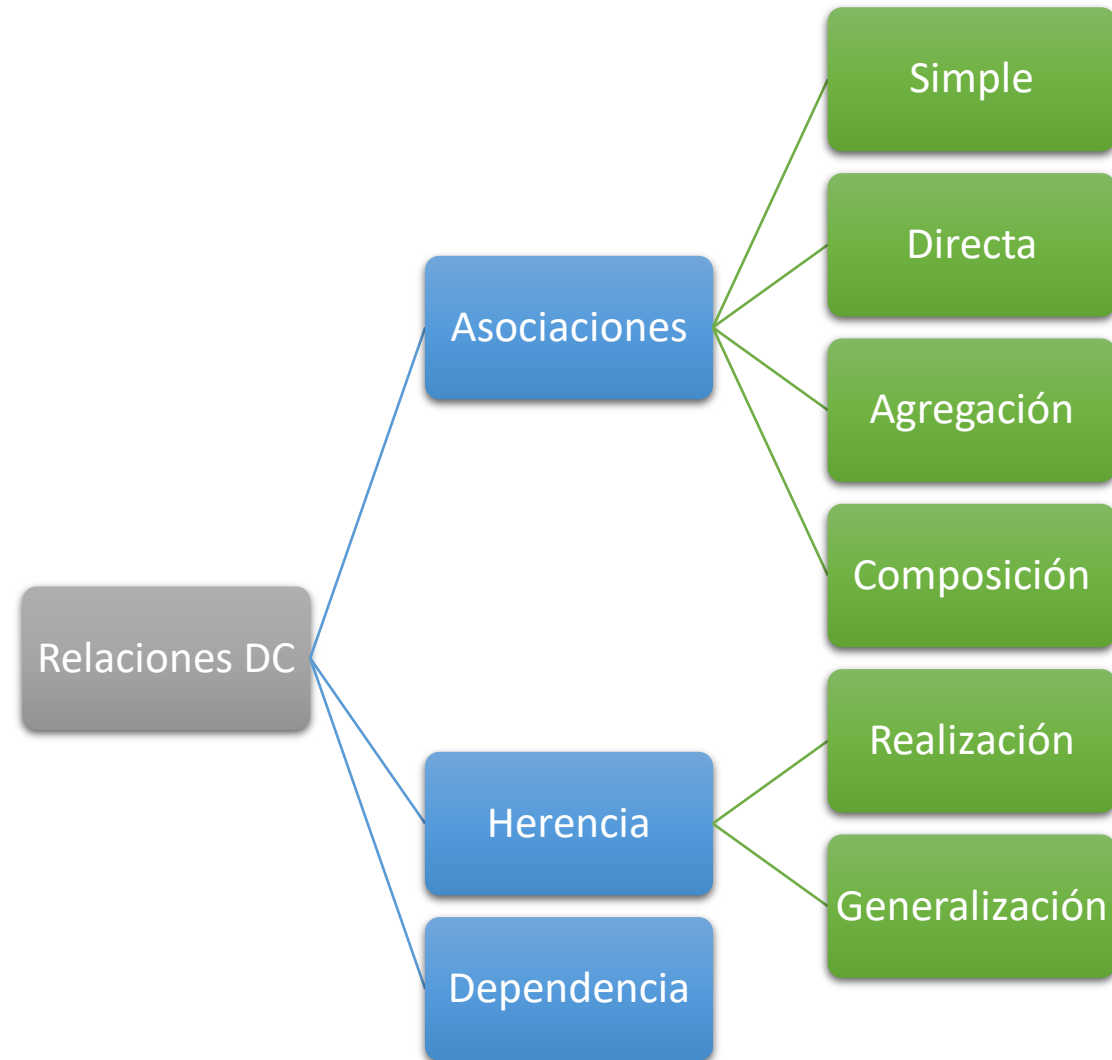 Relaciones DC
Asociaciones
Simple
Directa
Agregación
Composición
Herencia
Realización
Generalización
Dependencia